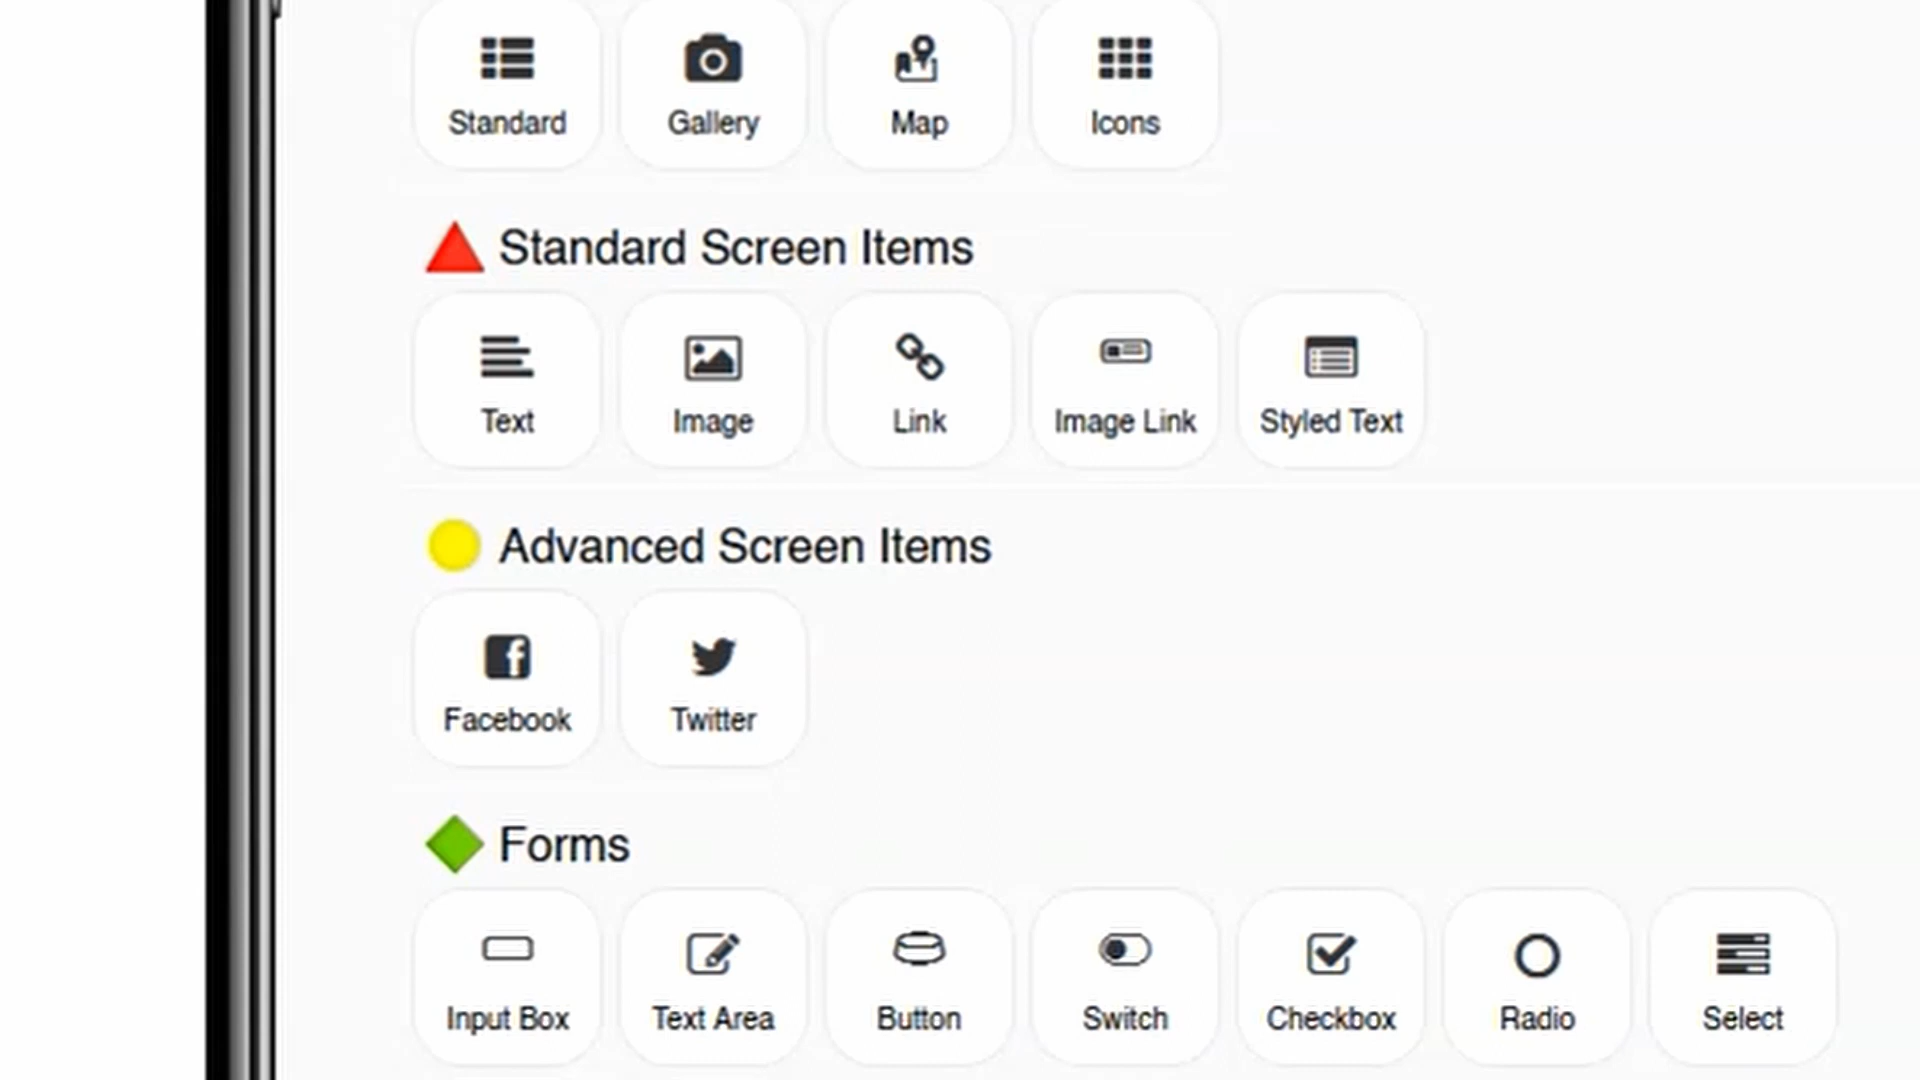 Standard Gallery Map Icons
Standard Screen Items
Text Image Link Image Link Styled Text
Advanced Screen Items
Facebook Twitter
Forms
Input Box Text Area Button Switch Checkbox Radio Select